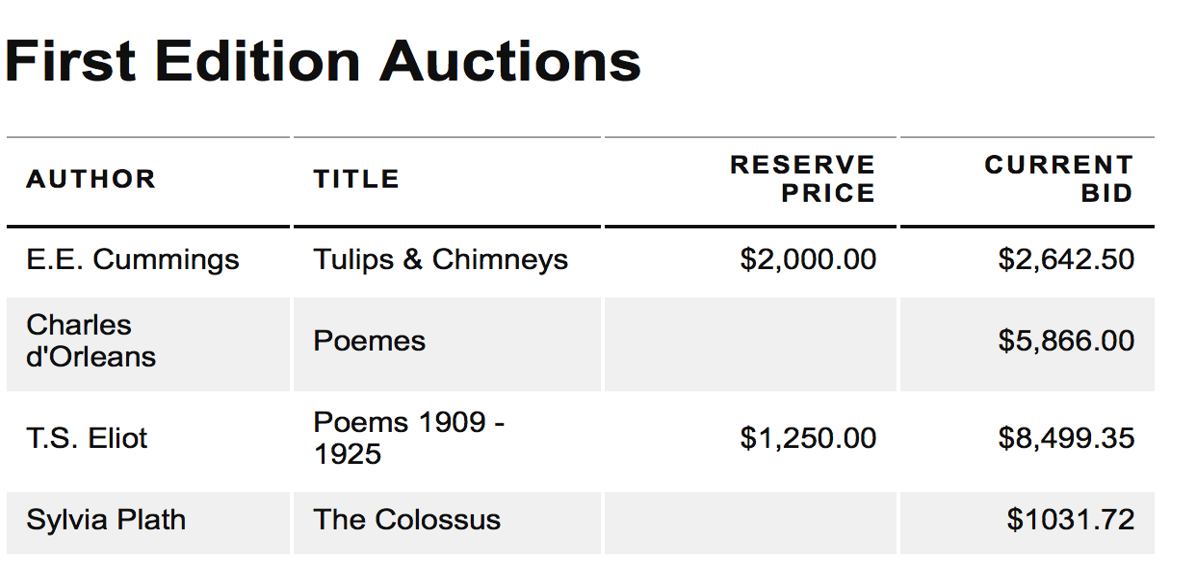 First Edition Auctions
AUTHOR TITLE RESERVE PRICE CURRENT BID
E.E. Cummings Tulips & Chimneys $2,000.00 $2,642.50
Charles d'Orleans Poemes $5,866.00
T.S. Eliot Poems 1909 - 1925 $1,250.00 $8,499.35
Sylvia Plath The Colossus $1031.72